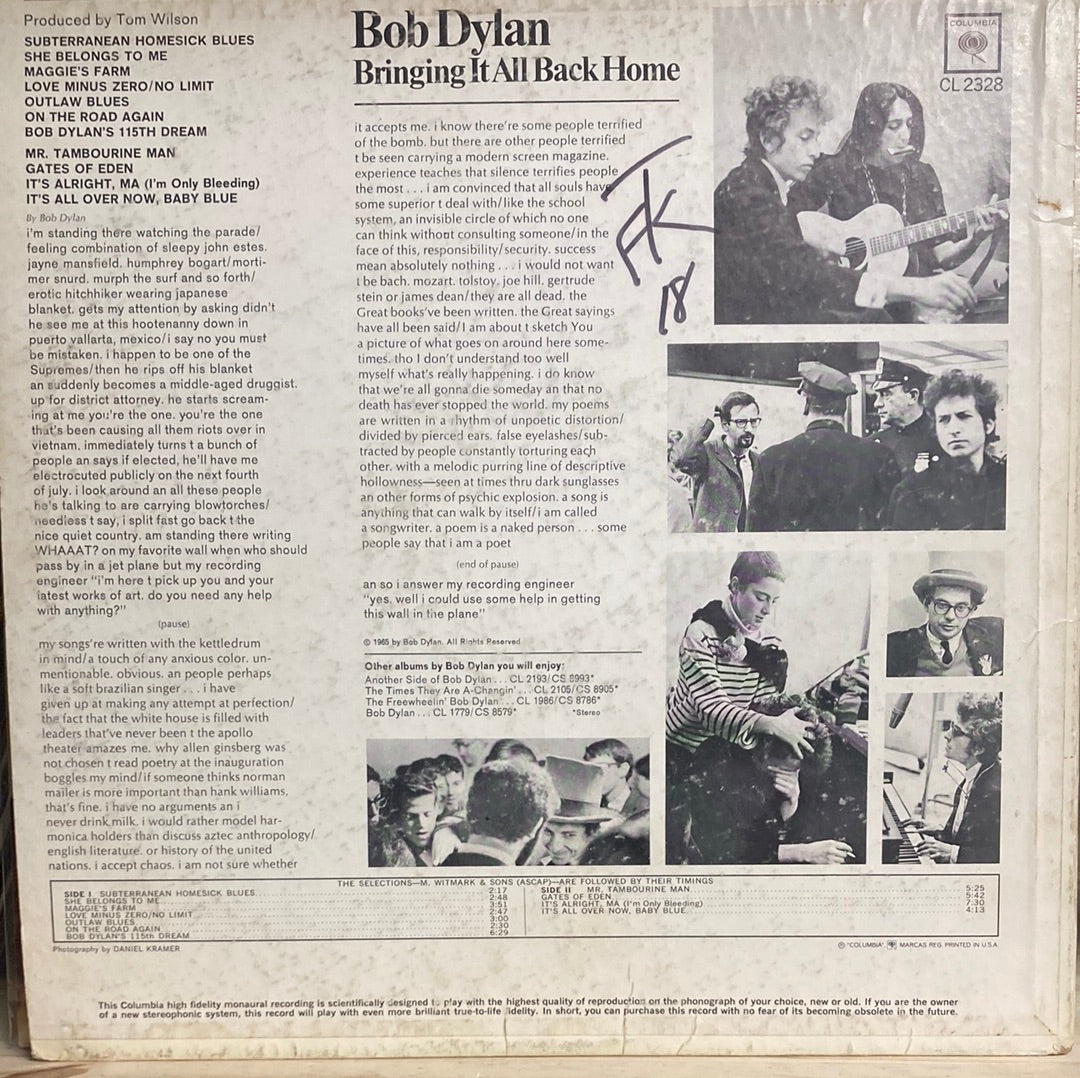 Produced by Tom Wilson
SUBTERRANEAN HOMESICK BLUES
SHE BELONGS TO ME
MAGGIE'S FARM
LOVE MINUS ZERO/NO LIMIT
OUTLAW BLUES
ON THE ROAD AGAIN
BOB DYLAN'S 115TH DREAM
MR. TAMBOURINE MAN
GATES OF EDEN
IT'S ALRIGHT, MA (I'm Only Bleeding)
IT'S ALL OVER NOW, BABY BLUE
By Bob Dylan
i'm standing there watching the parade/
feeling combination of sleepy john estes.
jayne mansfield. humphrey bogart/morti-
mer snurd. murph the surf and so forth/
erotic hitchhiker wearing japanese
blanket. gets my attention by asking didn't
he see me at this hootenanny down in
puerto vallarta, mexico/i say no you must
be mistaken. i happen to be one of the
Supremes/then he rips off his blanket
an suddenly becomes a middle-aged druggist.
up for district attorney. he starts scream-
ing at me you're the one. you're the one
that's been causing all them riots over in
vietnam. immediately turns t a bunch of
people an says if elected, he'll have me
electrocuted publicly on the next fourth
of july. i look around an all these people
he's talking to are carrying blowtorches/
needless t say, i split fast go back t the
nice quiet country. am standing there writing
WHAAAT? on my favorite wall when who should
pass by in a jet plane but my recording
engineer "i'm here t pick up you and your
latest works of art. do you need any help
with anything?"
(pause)
my songs're written with the kettledrum
in mind/a touch of any anxious color. un-
mentionable. obvious. an people perhaps
like a soft brazilian singer . . . i have
given up at making any attempt at perfection/
the fact that the white house is filled with
leaders that've never been t the apollo
theater amazes me. why allen ginsberg was
not chosen t read poetry at the inauguration
boggles my mind/if someone thinks norman
mailer is more important than hank williams,
that's fine. i have no arguments an i
never drink milk. i would rather model har-
monica holders than discuss aztec anthropology/
english literature. or history of the united
nations. i accept chaos. i am not sure whether
Bob Dylan
Bringing It All Back Home
it accepts me. i know there're some people terrified
of the bomb. but there are other people terrified
t be seen carrying a modern screen magazine.
experience teaches that silence terrifies people
the most . . . i am convinced that all souls have
some superior t deal with/like the school
system, an invisible circle of which no one
can think without consulting someone/in the
face of this, responsibility/security. success
mean absolutely nothing . . . i would not want
t be bach. mozart. tolstoy. joe hill. gertrude
stein or james dean/they are all dead. the
Great books've been written. the Great sayings
have all been said/I am about t sketch You
a picture of what goes on around here some-
times. tho I don't understand too well
myself what's really happening. i do know
that we're all gonna die someday an that no
death has ever stopped the world. my poems
are written in a rhythm of unpoetic distortion/
divided by pierced ears. false eyelashes/sub-
tracted by people constantly torturing each
other. with a melodic purring line of descriptive
hollowness—seen at times thru dark sunglasses
an other forms of psychic explosion. a song is
anything that can walk by itself/i am called
a songwriter. a poem is a naked person . . . some
people say that i am a poet
(end of pause)
an so i answer my recording engineer
"yes. well i could use some help in getting
this wall in the plane"
© 1965 by Bob Dylan. All Rights Reserved
Other albums by Bob Dylan you will enjoy:
Another Side of Bob Dylan . . . CL 2193/CS 8993*
The Times They Are A-Changin' . . . CL 2105/CS 8905*
The Freewheelin' Bob Dylan . . . CL 1986/CS 8786*
Bob Dylan . . . CL 1779/CS 8579* *Stereo
COLUMBIA
CL 2328
18
THE SELECTIONS—M. WITMARK & SONS (ASCAP)—ARE FOLLOWED BY THEIR TIMINGS
SIDE I SUBTERRANEAN HOMESICK BLUES 2:17
SHE BELONGS TO ME 2:48
MAGGIE'S FARM 3:51
LOVE MINUS ZERO/NO LIMIT 2:47
OUTLAW BLUES 3:00
ON THE ROAD AGAIN 2:30
BOB DYLAN'S 115th DREAM 6:29
SIDE II MR. TAMBOURINE MAN 5:25
GATES OF EDEN 5:42
IT'S ALRIGHT, MA (I'm Only Bleeding) 7:30
IT'S ALL OVER NOW, BABY BLUE 4:13
Photography by DANIEL KRAMER
© "COLUMBIA", MARCAS REG. PRINTED IN U.S.A.
This Columbia high fidelity monaural recording is scientifically designed to play with the highest quality of reproduction on the phonograph of your choice, new or old. If you are the owner
of a new stereophonic system, this record will play with even more brilliant true-to-life fidelity. In short, you can purchase this record with no fear of its becoming obsolete in the future.